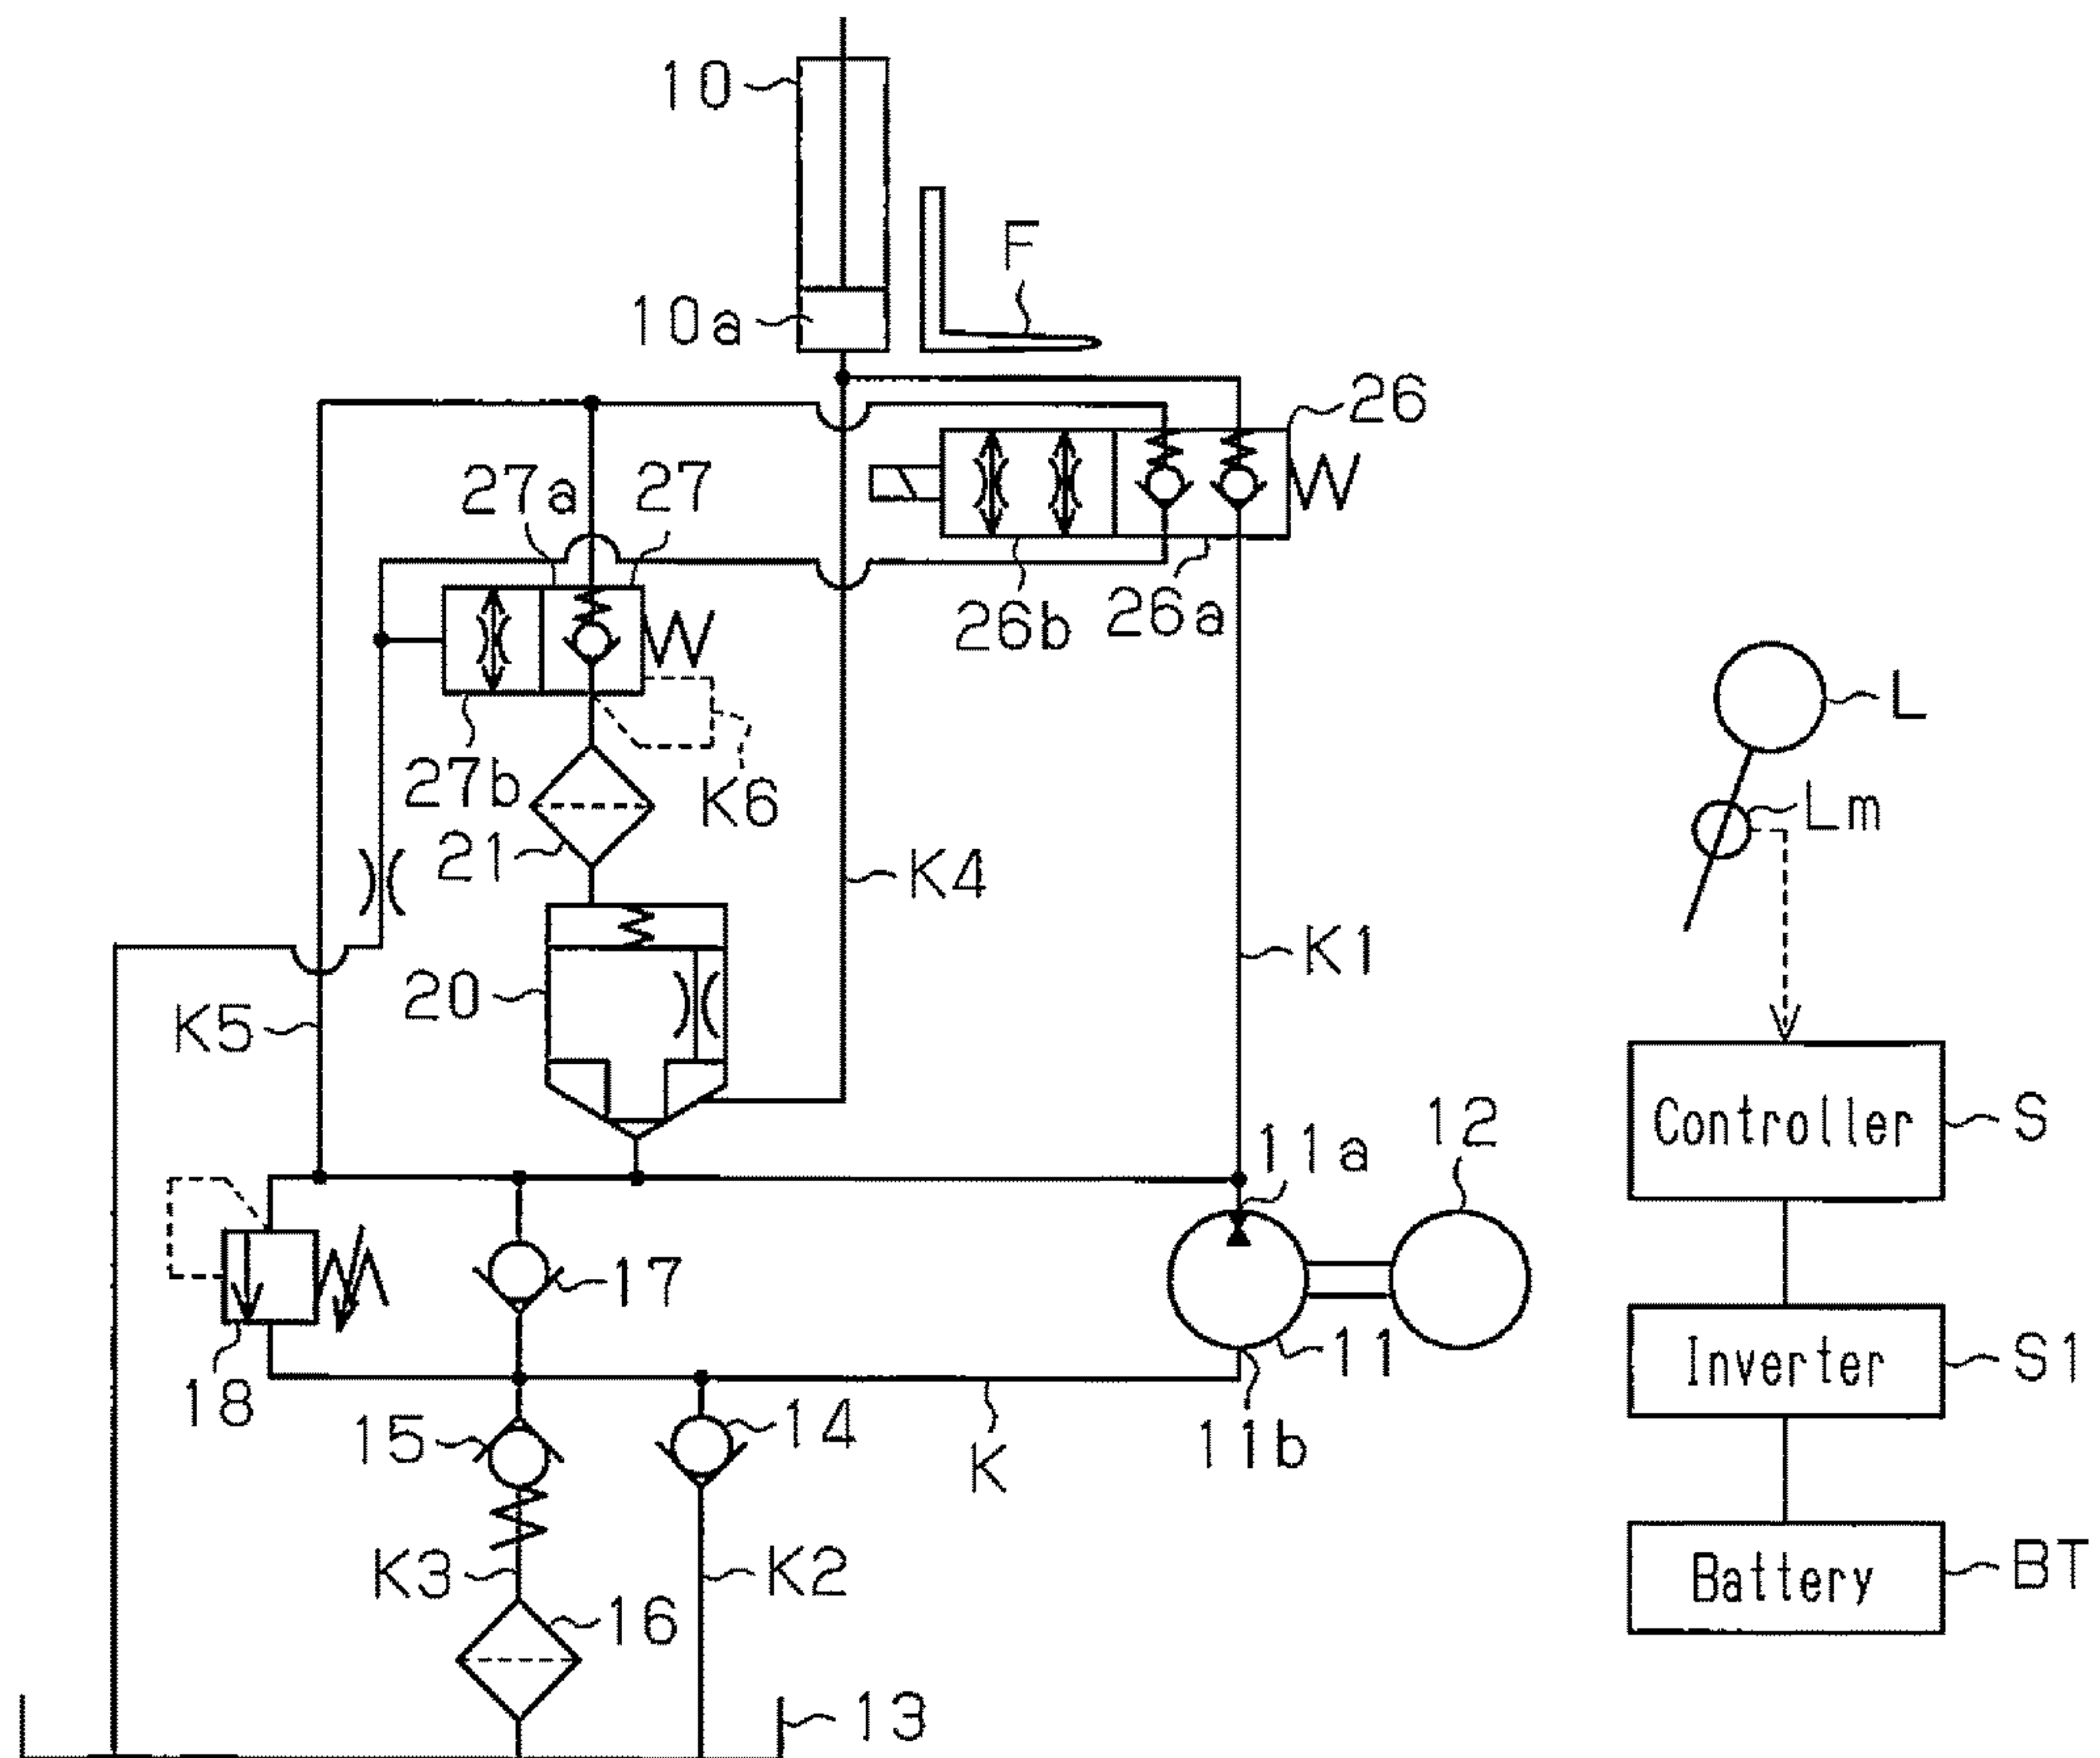 10
F
10a
26
27a
27
26b
26a
L
27b
K6
Lm
21
K4
K1
20
K5
12
11a
Controller
S
17
18
11
Inverter
S1
15
14
K
11b
K3
K2
Battery
BT
16
13